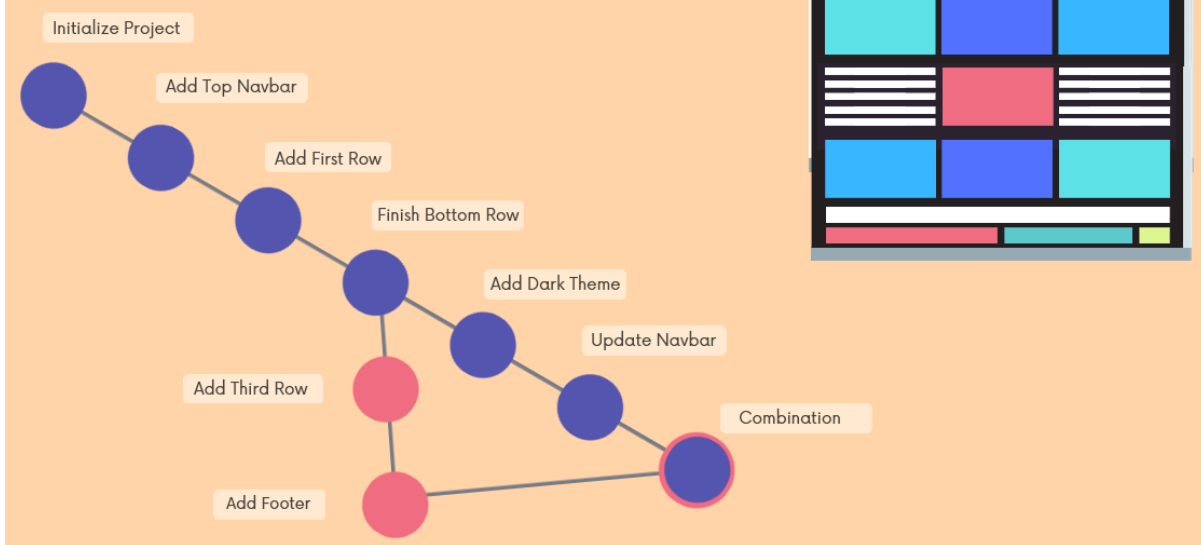 Initialize Project
Add Top Navbar
Add First Row
Finish Bottom Row
Add Dark Theme
Update Navbar
Add Third Row
Combination
Add Footer